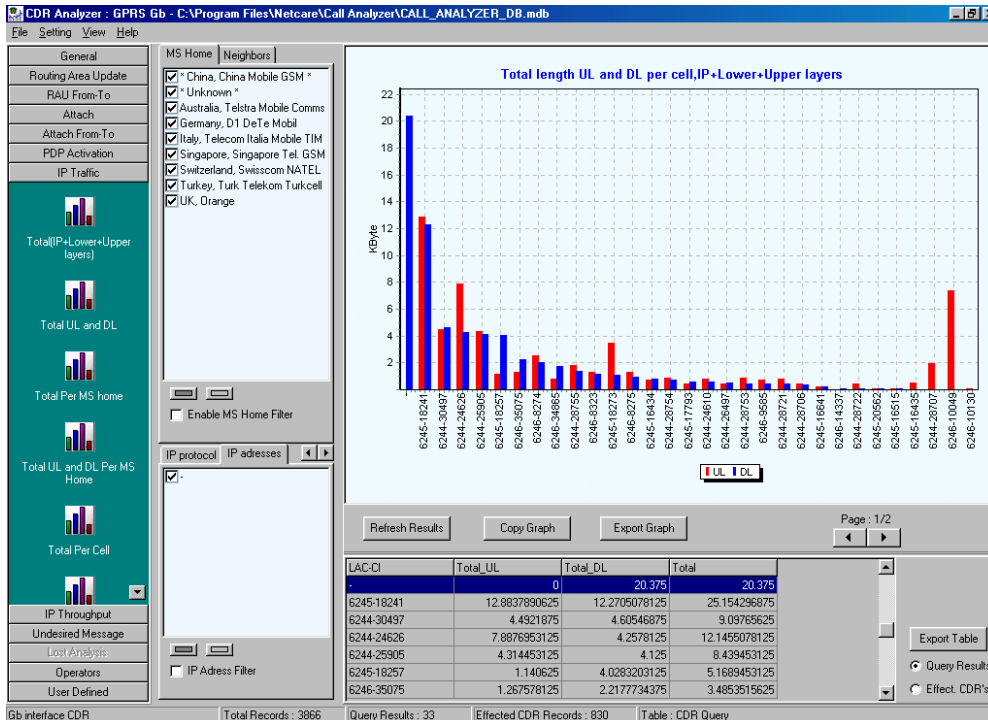 CDR Analyzer : GPRS Gb - C:\Program Files\Netcare\Call Analyzer\CALL_ANALYZER_DB.mdb
File Setting View Help
General
Routing Area Update
RAU From-To
Attach
Attach From-To
PDP Activation
IP Traffic
Total(IP+Lower+Upper
layers)
Total UL and DL
Total Per MS home
Total UL and DL Per MS
Home
Total Per Cell
IP Throughput
Undesired Message
Lost Analysis
Operators
User Defined
MS Home Neighbors
* China, China Mobile GSM *
* Unknown *
Australia, Telstra Mobile Comms
Germany, D1 DeTe Mobil
Italy, Telecom Italia Mobile TIM
Singapore, Singapore Tel. GSM
Switzerland, Swisscom NATEL
Turkey, Turk Telekom Turkcell
UK, Orange
Enable MS Home Filter
IP protocol IP adresses
-
IP Adress Filter
Total length UL and DL per cell,IP+Lower+Upper layers
KByte
22
20
18
16
14
12
10
8
6
4
2
-
6245-18241
6244-30497
6244-24626
6244-25905
6245-18257
6246-35075
6246-8274
6246-34865
6244-28755
6246-8323
6245-18273
6246-8275
6245-16434
6244-28754
6245-17793
6244-24610
6244-26497
6244-28753
6246-9585
6244-28721
6244-28706
6245-16641
6246-14337
6244-28722
6245-20562
6245-16515
6245-16435
6244-28707
6246-10049
6246-10130
UL DL
Refresh Results
Copy Graph
Export Graph
Page : 1/2
LAC-CI Total_UL Total_DL Total
- 0 20.375 20.375
6245-18241 12.8837890625 12.2705078125 25.154296875
6244-30497 4.4921875 4.60546875 9.09765625
6244-24626 7.8876953125 4.2578125 12.1455078125
6244-25905 4.314453125 4.125 8.439453125
6245-18257 1.140625 4.0283203125 5.1689453125
6246-35075 1.267578125 2.2177734375 3.4853515625
Export Table
Query Results
Effect. CDR's
Gb interface CDR
Total Records : 3866
Query Results : 33
Effected CDR Records : 830
Table : CDR Query